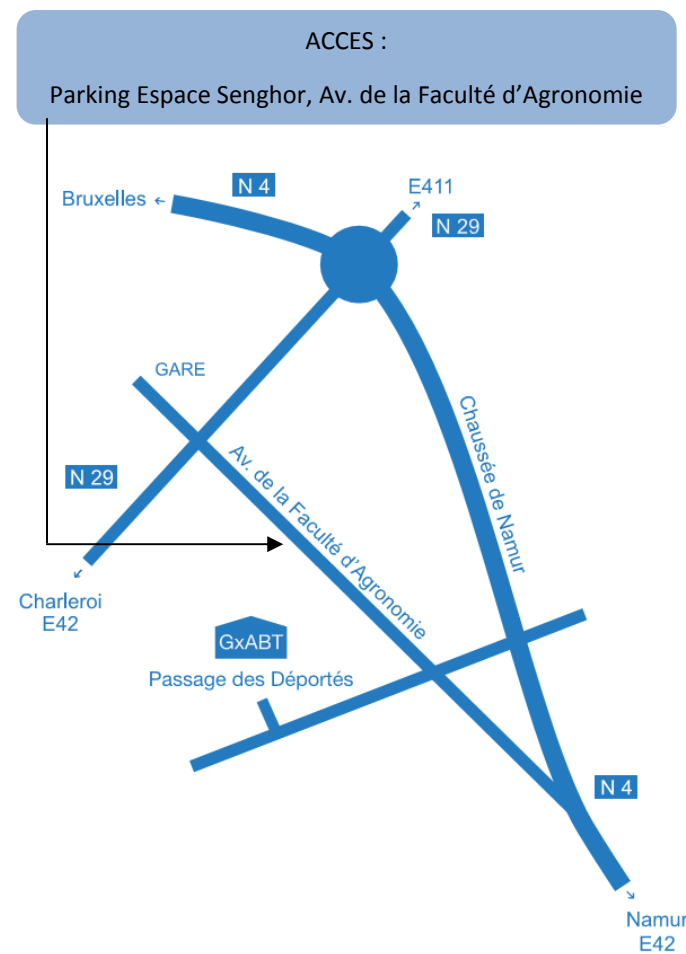 ACCES :
Parking Espace Senghor, Av. de la Faculté d’Agronomie
N 4
E411
Bruxelles ←
N 29
GARE
Chaussée de Namur
Av. de la Faculté d’Agronomie
N 29
Charleroi
E42
GxABT
Passage des Déportés
N 4
Namur
E42